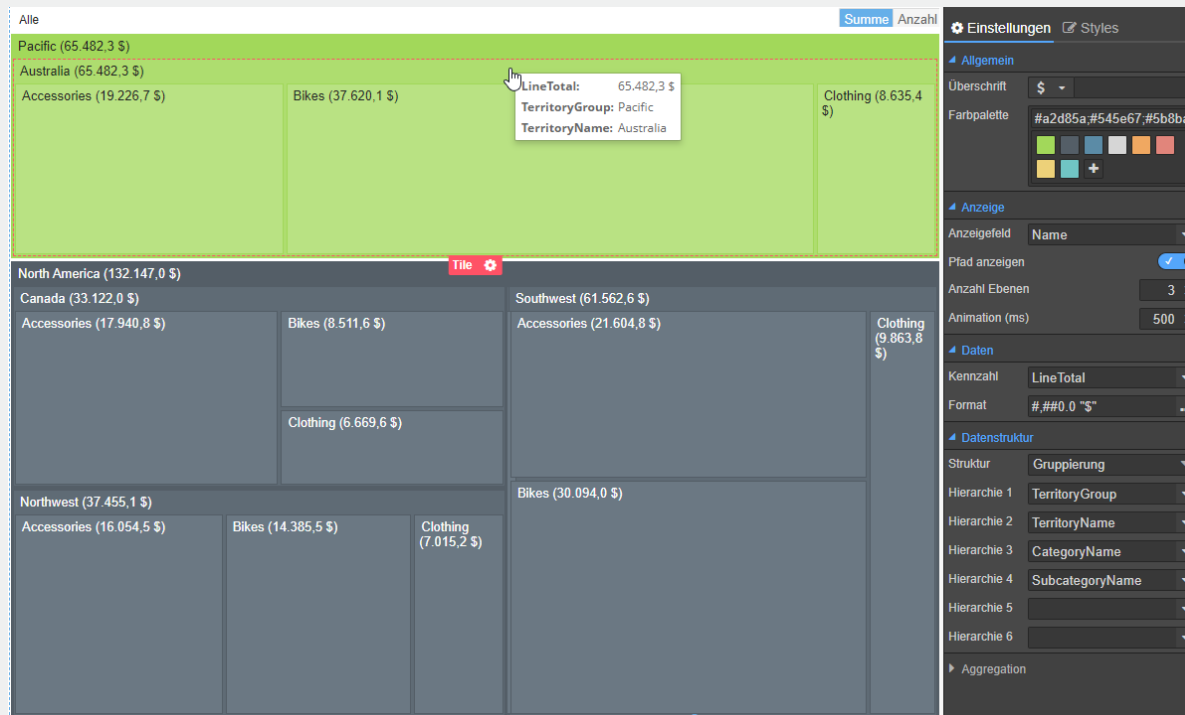 Alle
Summe Anzahl
Pacific (65.482,3 $)
Australia (65.482,3 $)
Accessories (19.226,7 $)
Bikes (37.620,1 $)
Clothing (8.635,4
$)
LineTotal: 65.482,3 $
TerritoryGroup: Pacific
TerritoryName: Australia
Tile
North America (132.147,0 $)
Canada (33.122,0 $)
Accessories (17.940,8 $)
Bikes (8.511,6 $)
Clothing (6.669,6 $)
Southwest (61.562,6 $)
Accessories (21.604,8 $)
Clothing
(9.863,8
$)
Bikes (30.094,0 $)
Northwest (37.455,1 $)
Accessories (16.054,5 $)
Bikes (14.385,5 $)
Clothing
(7.015,2 $)
Einstellungen Styles
Allgemein
Überschrift $
Farbpalette #a2d85a;#545e67;#5b8ba
Anzeige
Anzeigefeld Name
Pfad anzeigen
Anzahl Ebenen 3
Animation (ms) 500
Daten
Kennzahl LineTotal
Format #,##0.0 "$"
Datenstruktur
Struktur Gruppierung
Hierarchie 1 TerritoryGroup
Hierarchie 2 TerritoryName
Hierarchie 3 CategoryName
Hierarchie 4 SubcategoryName
Hierarchie 5
Hierarchie 6
Aggregation